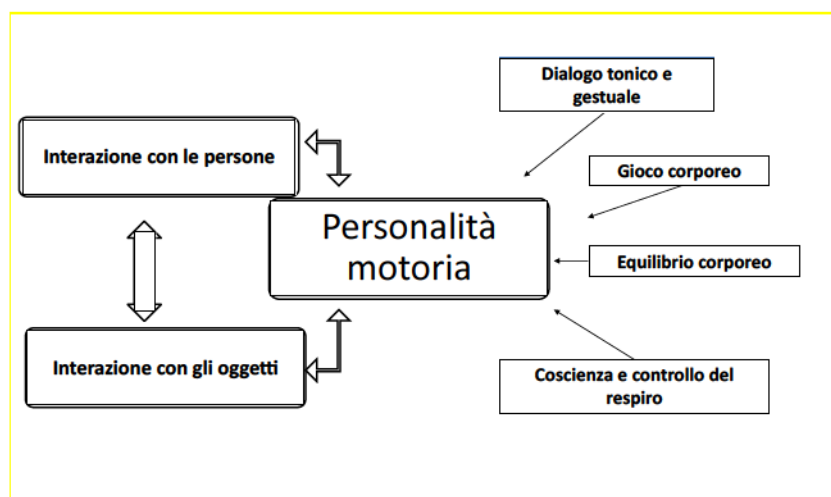 Dialogo tonico e
gestuale
Interazione con le persone
Gioco corporeo
Personalità
motoria
Equilibrio corporeo
Interazione con gli oggetti
Coscienza e controllo del
respiro